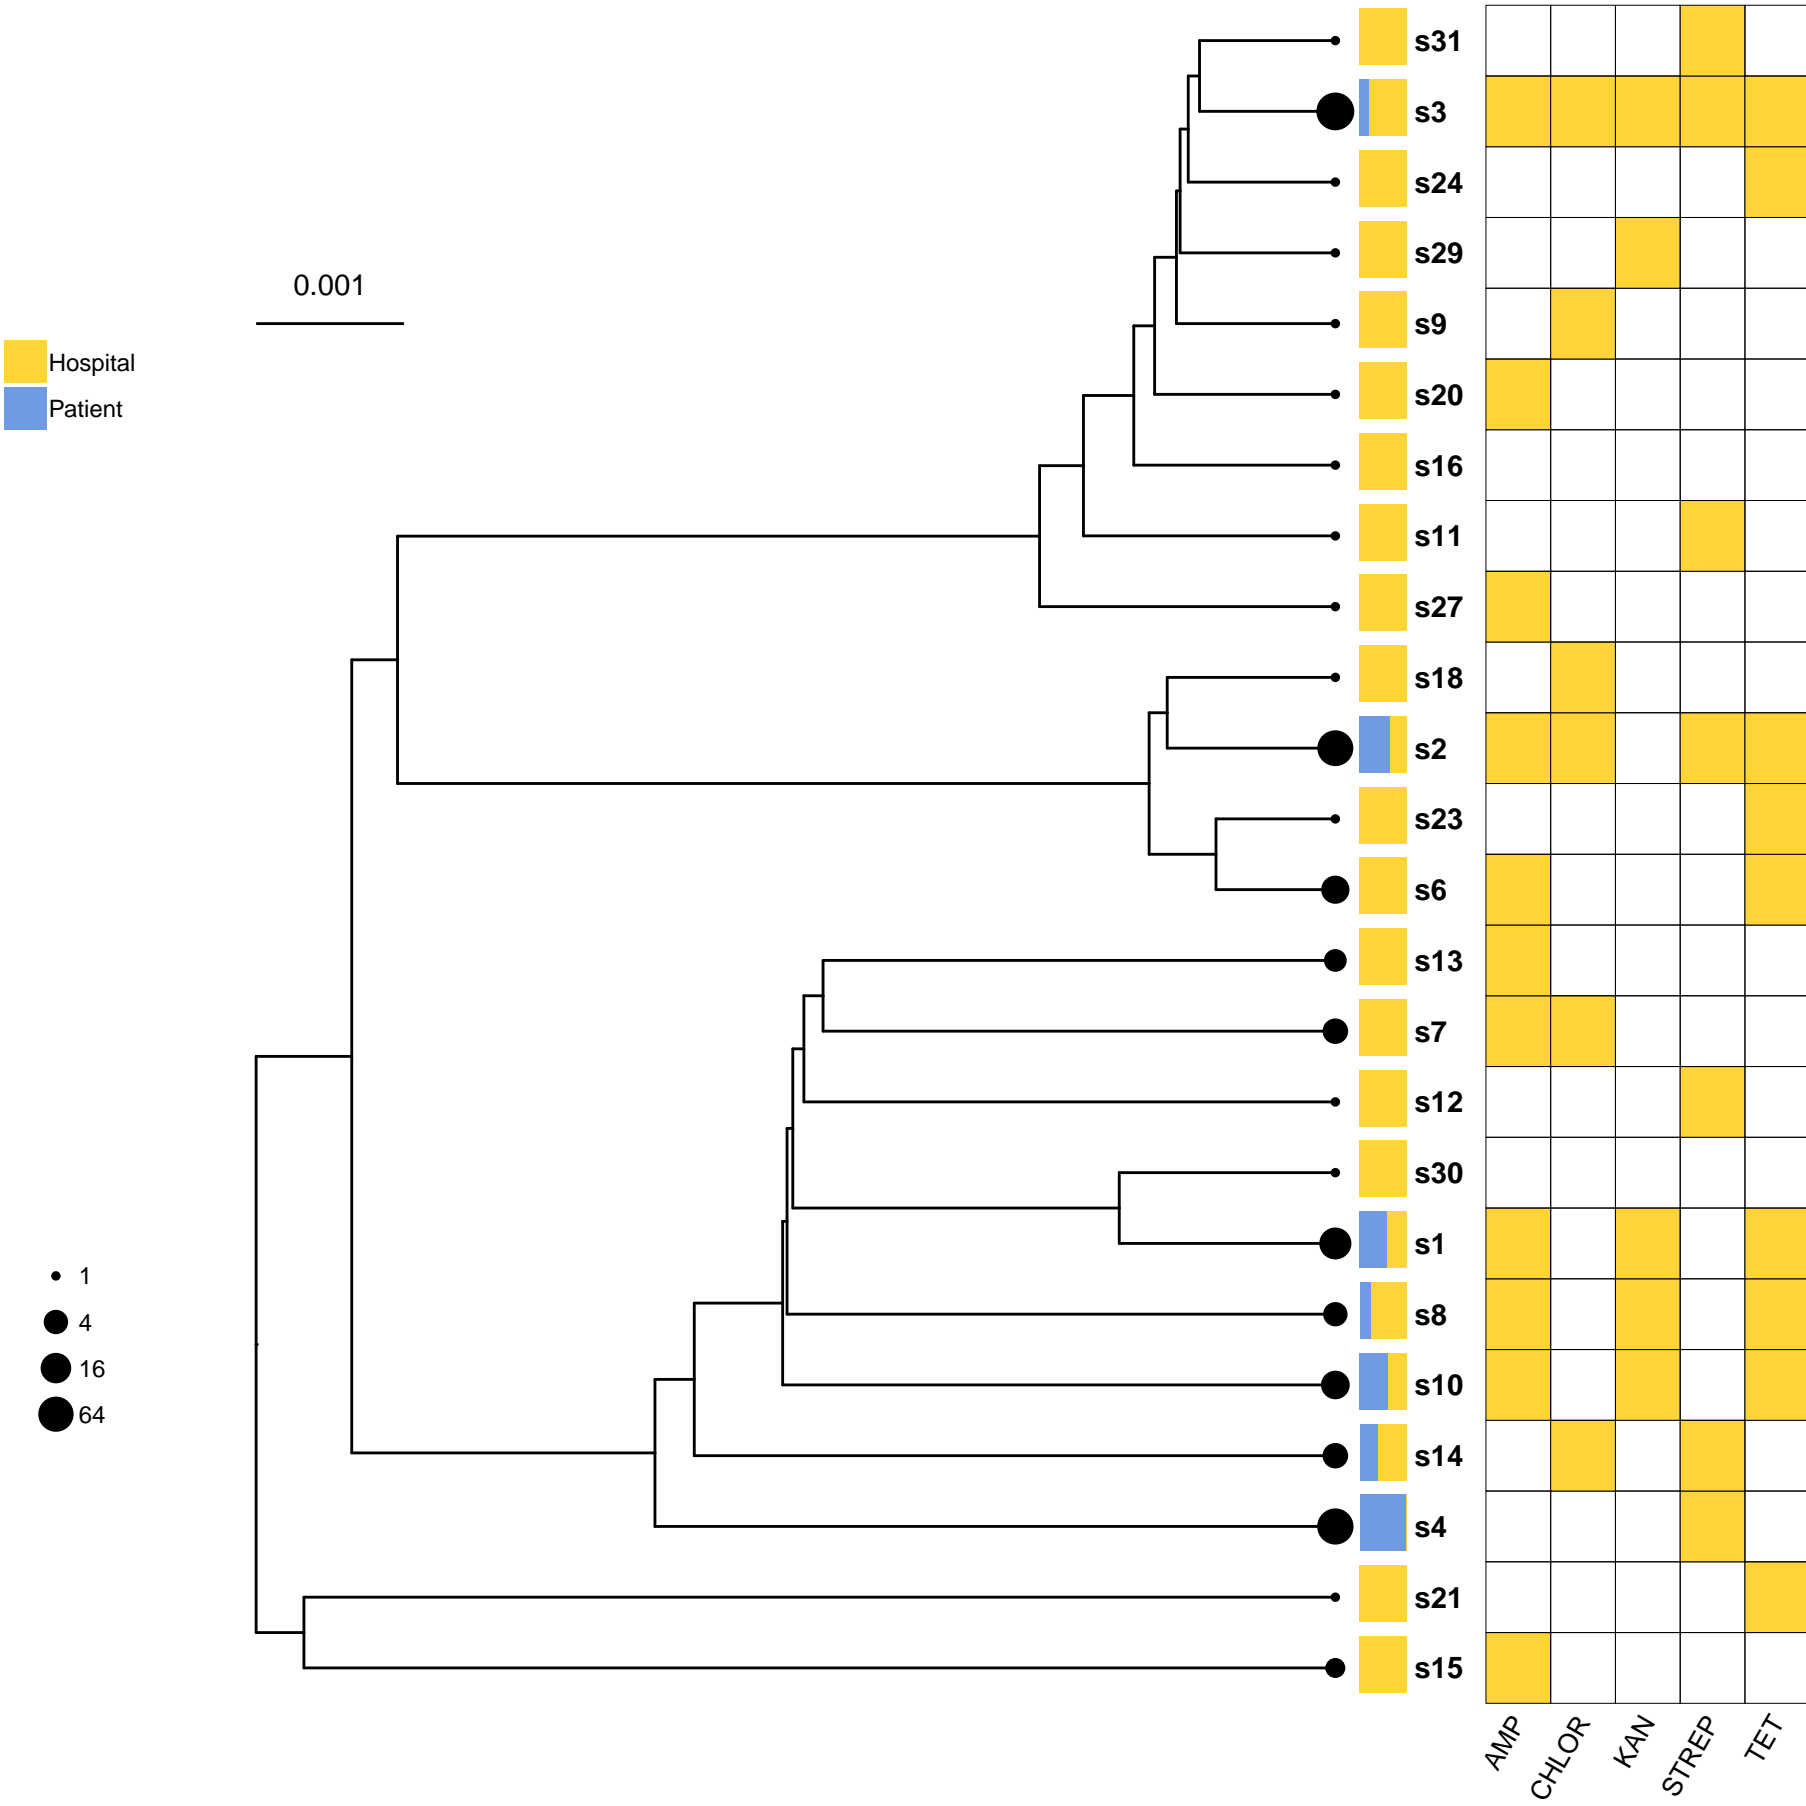 s31
s3
s24
s29
0.001
s9
Hospital
s20
Patient
s16
s11
s27
s18
s2
s23
s6
s13
s7
s12
s30
s1
1
4
s8
16
s10
64
s14
s4
s21
s15
AMP
CHLOR
KAN
STREP
TET